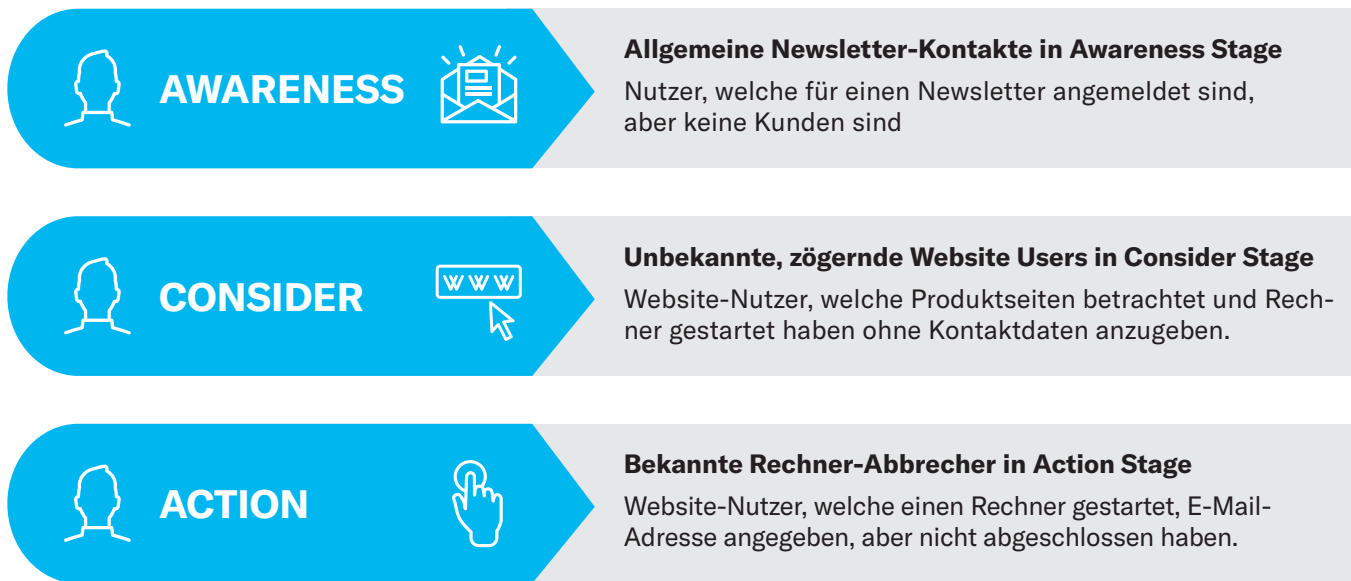 AWARENESS
Allgemeine Newsletter-Kontakte in Awareness Stage
Nutzer, welche für einen Newsletter angemeldet sind,
aber keine Kunden sind
CONSIDER
WWW
Unbekannte, zögernde Website Users in Consider Stage
Website-Nutzer, welche Produktseiten betrachtet und Rech-
ner gestartet haben ohne Kontaktdaten anzugeben.
ACTION
Bekannte Rechner-Abbrecher in Action Stage
Website-Nutzer, welche einen Rechner gestartet, E-Mail-
Adresse angegeben, aber nicht abgeschlossen haben.